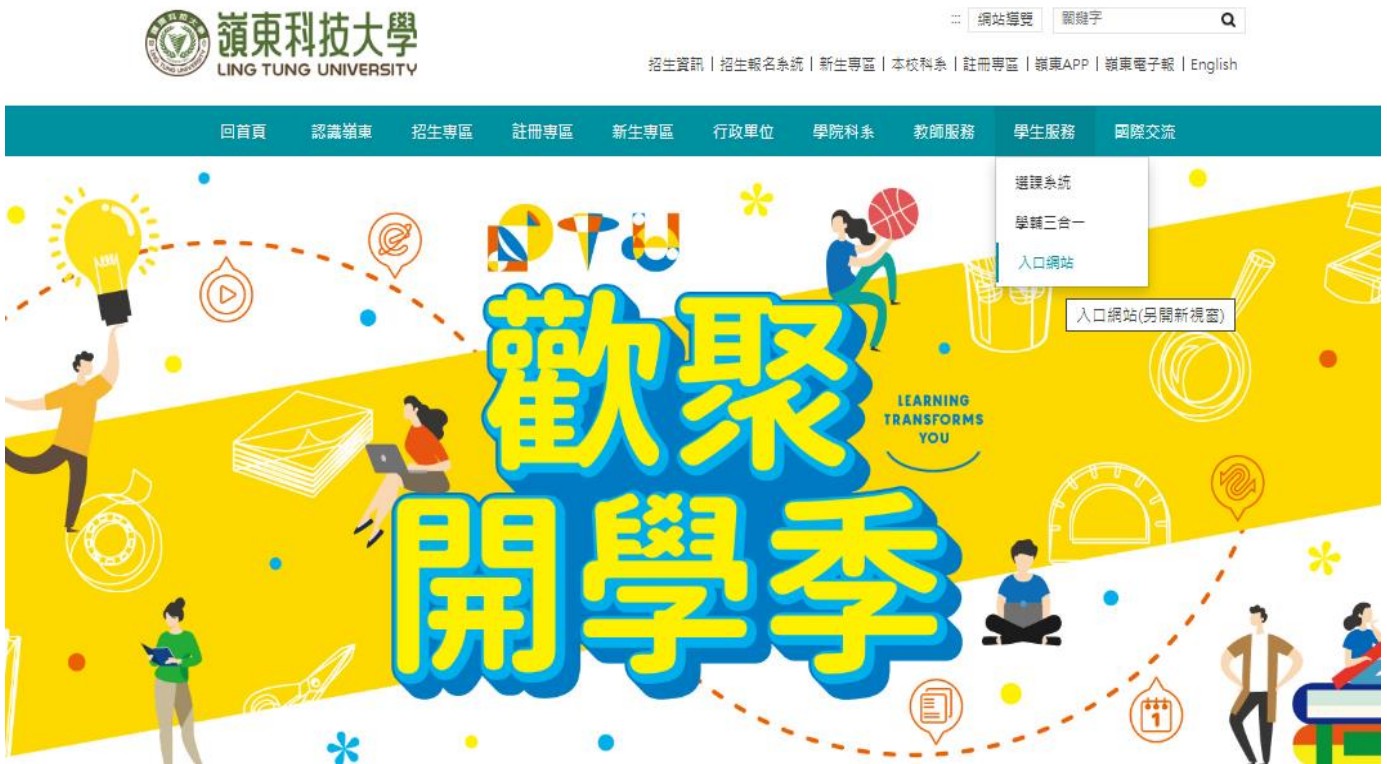 嶺東科技大學
LING TUNG UNIVERSITY
::: 網站導覽 關鍵字
招生資訊 | 招生報名系統 | 新生專區 | 本校科系 | 註冊專區 | 嶺東APP | 嶺東電子報 | English
回首頁 認識嶺東 招生專區 註冊專區 新生專區 行政單位 學院科系 教師服務 學生服務 國際交流
選課系統
學輔三合一
入口網站
入口網站(另開新視窗)
LTU
歡聚
開學季
LEARNING
TRANSFORMS
YOU
1